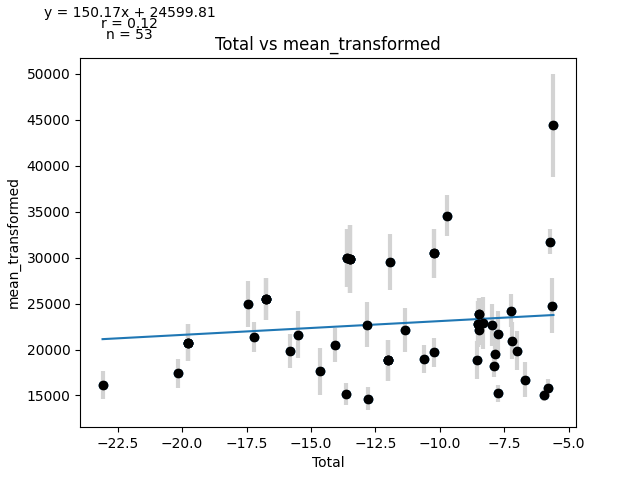 y = 150.17x + 24599.81
r = 0.12
n = 53
Total vs mean_transformed
50000
45000
40000
35000
30000
25000
20000
15000
mean_transformed
−22.5 −20.0 −17.5 −15.0 −12.5 −10.0 −7.5 −5.0
Total